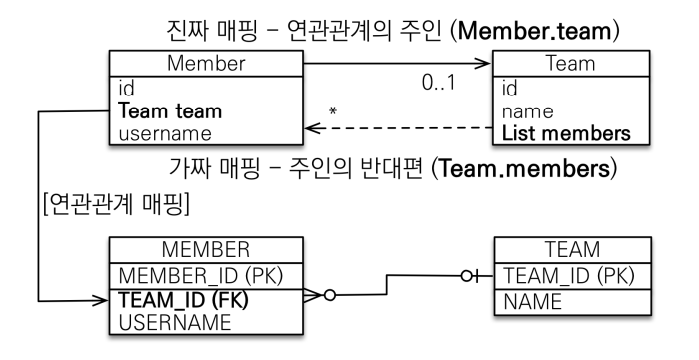 진짜 매핑 – 연관관계의 주인 (Member.team)
Member
id
Team team
username
0..1
*
Team
id
name
List members
가짜 매핑 – 주인의 반대편 (Team.members)
[연관관계 매핑]
MEMBER
MEMBER_ID (PK)
TEAM_ID (FK)
USERNAME
TEAM
TEAM_ID (PK)
NAME